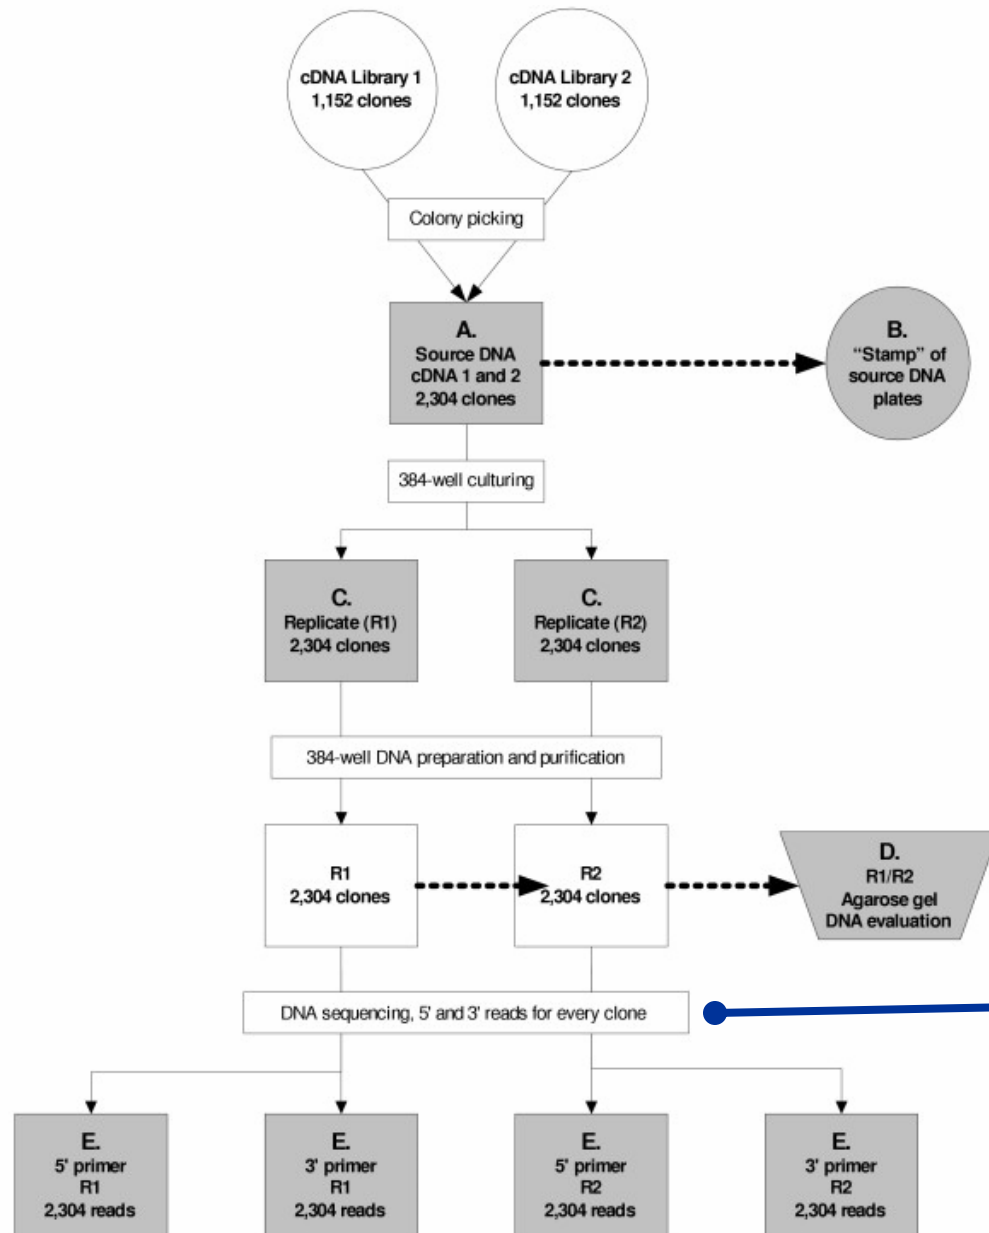 cDNA Library 1
1,152 clones
cDNA Library 2
1,152 clones
Colony picking
A.
Source DNA
cDNA 1 and 2
2,304 clones
B.
“Stamp” of
source DNA
plates
384-well culturing
C.
Replicate (R1)
2,304 clones
C.
Replicate (R2)
2,304 clones
384-well DNA preparation and purification
R1
2,304 clones
R2
2,304 clones
D.
R1/R2
Agarose gel
DNA evaluation
DNA sequencing, 5' and 3' reads for every clone
E.
5' primer
R1
2,304 reads
E.
3' primer
R1
2,304 reads
E.
5' primer
R2
2,304 reads
E.
3' primer
R2
2,304 reads